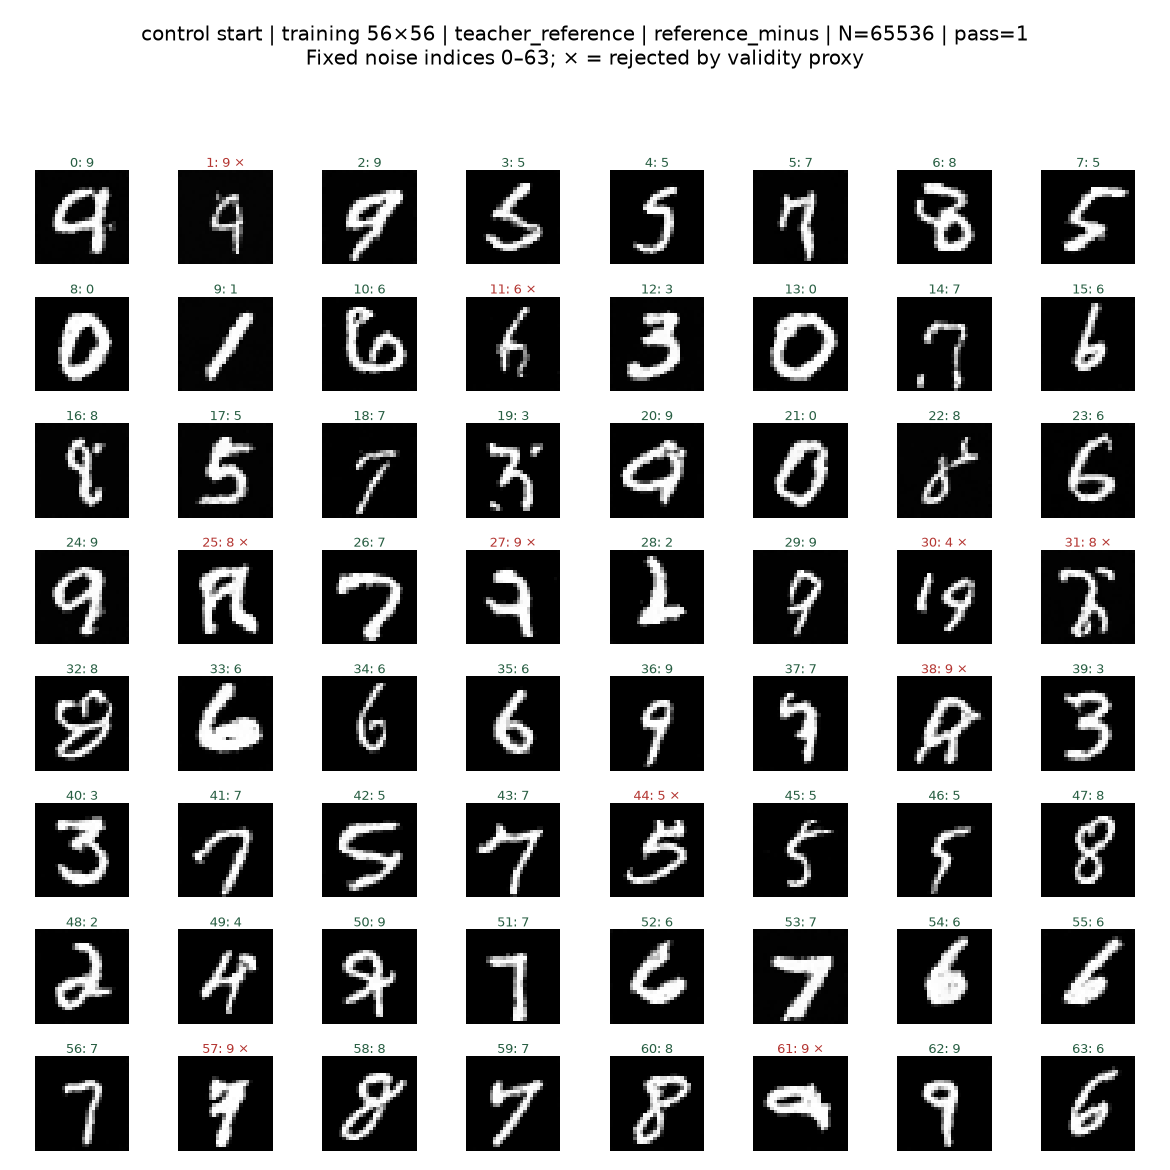 control start | training 56×56 | teacher_reference | reference_minus | N=65536 | pass=1
Fixed noise indices 0–63; × = rejected by validity proxy
0: 9 1: 9 × 2: 9 3: 5 4: 5 5: 7 6: 8 7: 5
8: 0 9: 1 10: 6 11: 6 × 12: 3 13: 0 14: 7 15: 6
16: 8 17: 5 18: 7 19: 3 20: 9 21: 0 22: 8 23: 6
24: 9 25: 8 × 26: 7 27: 9 × 28: 2 29: 9 30: 4 × 31: 8 ×
32: 8 33: 6 34: 6 35: 6 36: 9 37: 7 38: 9 × 39: 3
40: 3 41: 7 42: 5 43: 7 44: 5 × 45: 5 46: 5 47: 8
48: 2 49: 4 50: 9 51: 7 52: 6 53: 7 54: 6 55: 6
56: 7 57: 9 × 58: 8 59: 7 60: 8 61: 9 × 62: 9 63: 6